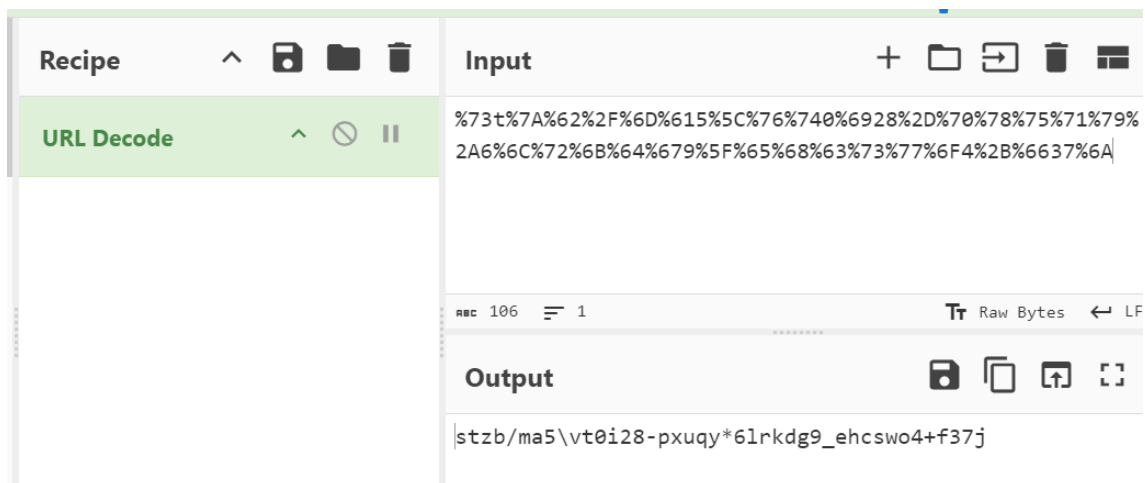 Recipe
Input
URL Decode
%73t%7A%62%2F%6D%615%5C%76%740%6928%2D%70%78%75%71%79%
2A6%6C%72%6B%64%679%5F%65%68%63%73%77%6F4%2B%6637%6A
ABC 106 1
Tт Raw Bytes LF
Output
stzb/ma5\vt0i28-pxuqy*6lrkdg9_ehcswo4+f37j